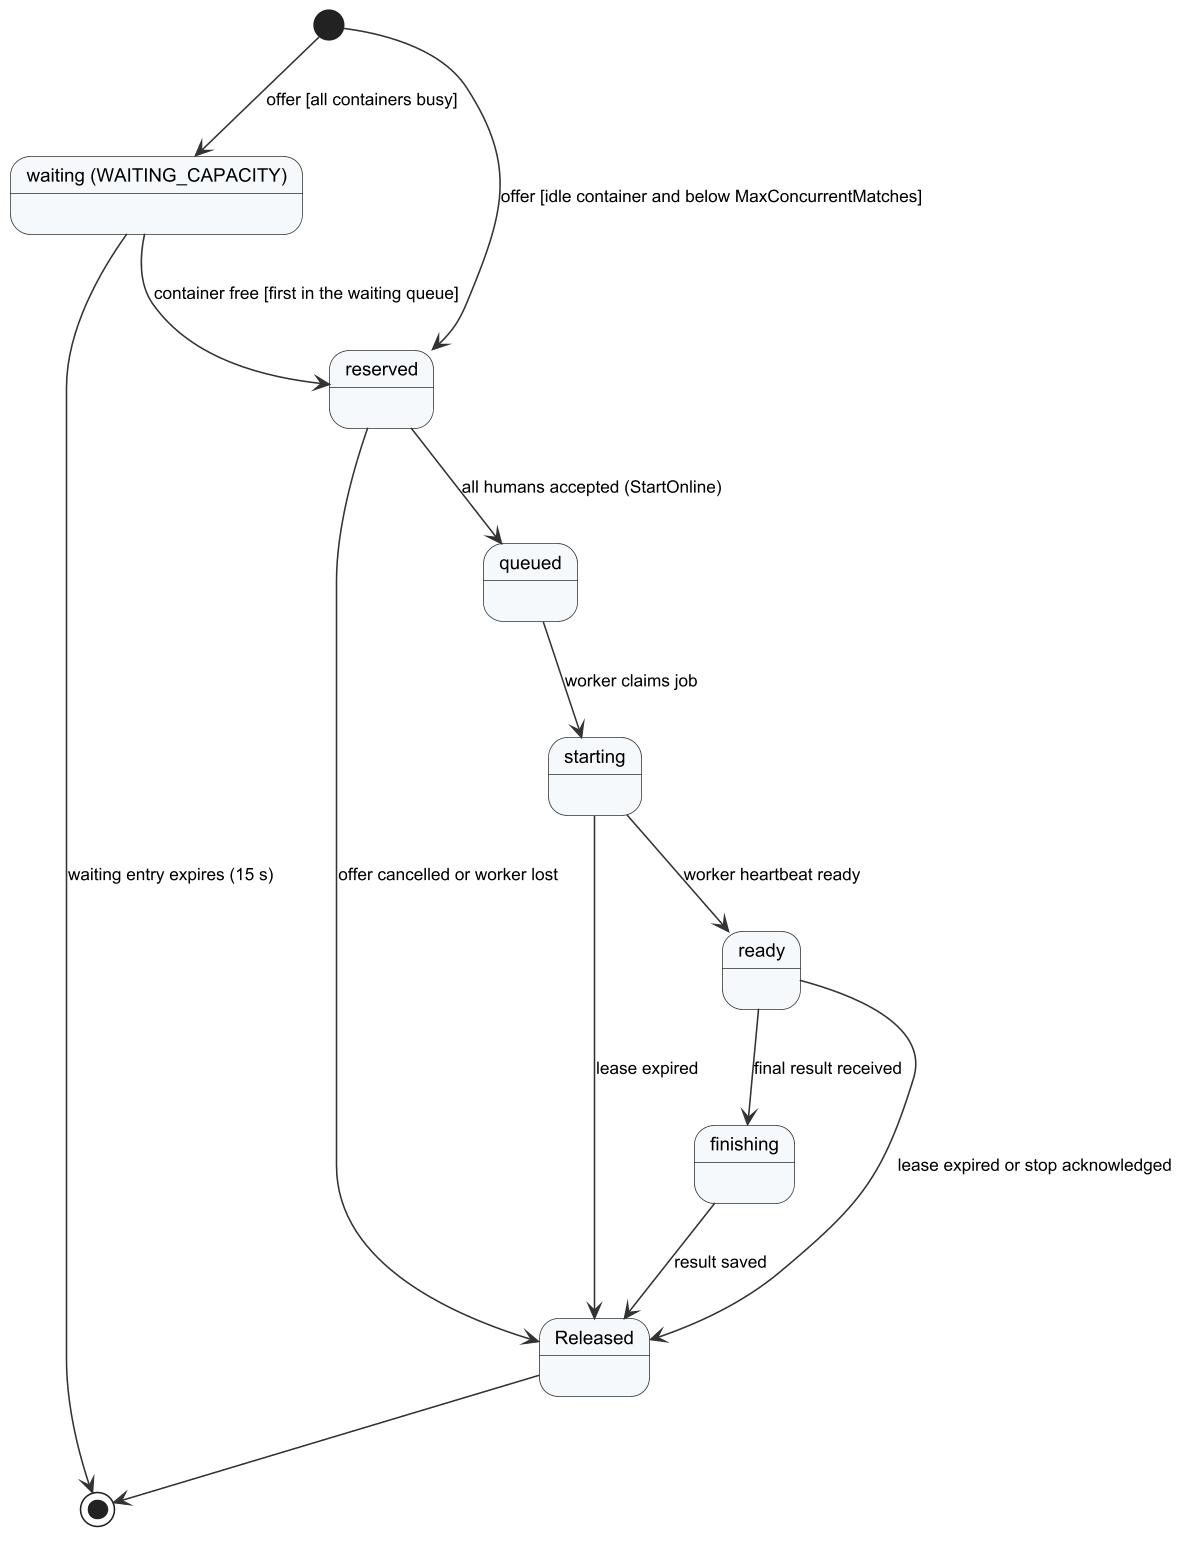 offer [all containers busy]
waiting (WAITING_CAPACITY)
offer [idle container and below MaxConcurrentMatches]
container free [first in the waiting queue]
reserved
all humans accepted (StartOnline)
queued
worker claims job
starting
waiting entry expires (15 s)
offer cancelled or worker lost
worker heartbeat ready
ready
lease expired
final result received
finishing
lease expired or stop acknowledged
result saved
Released